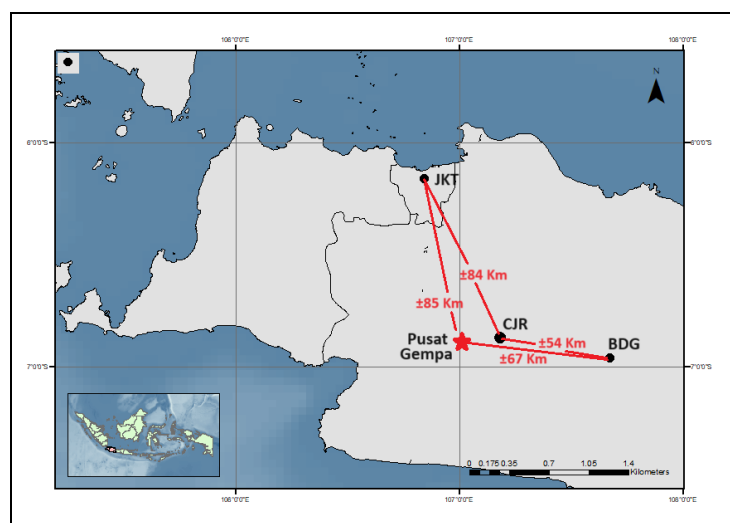 106°0'0"E 107°0'0"E 108°0'0"E
N
6°0'0"S 6°0'0"S
JKT
±84 Km
±85 Km
CJR
Pusat
Gempa
±54 Km
BDG
±67 Km
7°0'0"S 7°0'0"S
0 0.175 0.35 0.7 1.05 1.4
Kilometers
106°0'0"E 107°0'0"E 108°0'0"E